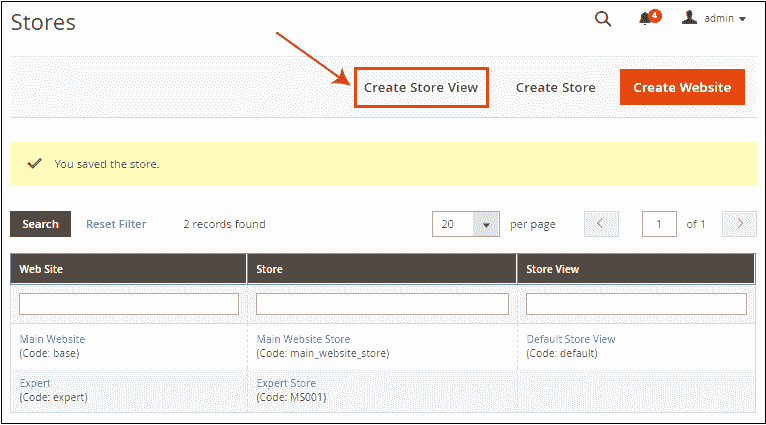 Stores
4
admin
Create Store View
Create Store
Create Website
You saved the store.
Search
Reset Filter
2 records found
20
per page
1
of 1
Web Site
Store
Store View
Main Website
(Code: base)
Main Website Store
(Code: main_website_store)
Default Store View
(Code: default)
Expert
(Code: expert)
Expert Store
(Code: MS001)